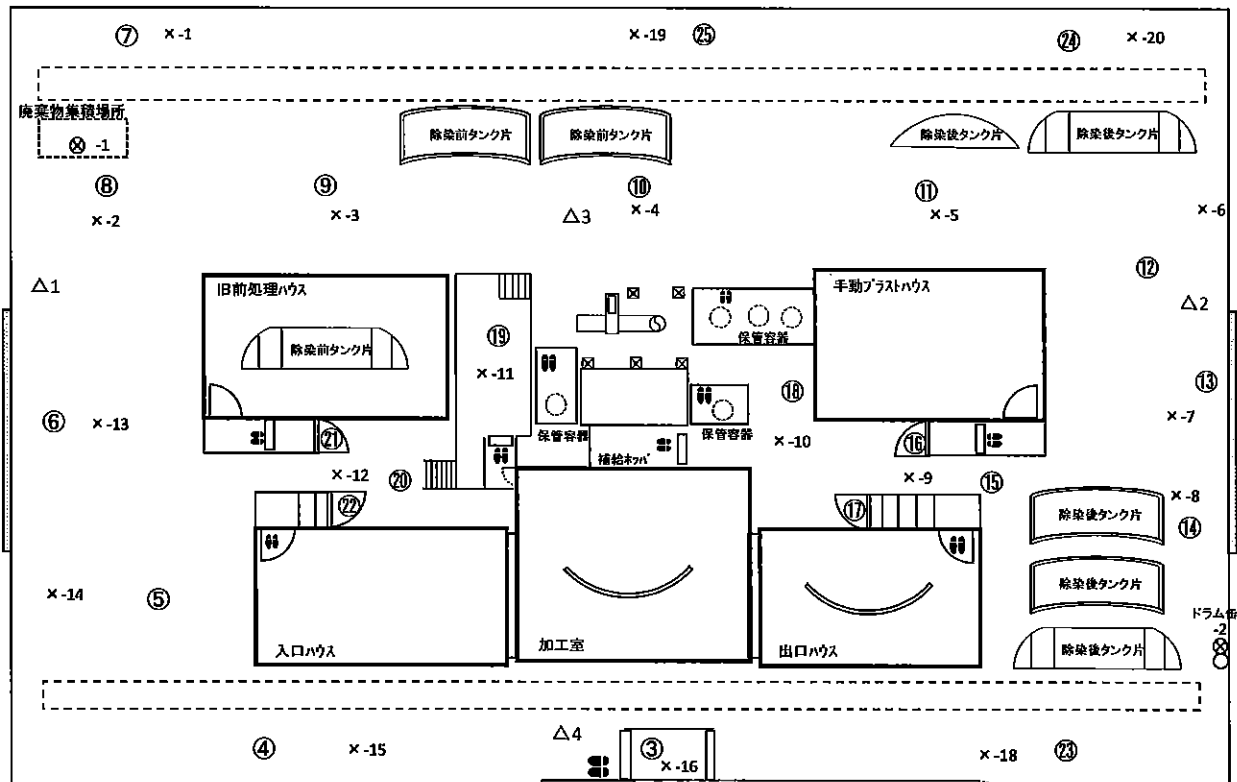 ⑦ ×-1 ×-19 ㉕ ㉔ ×-20
廃棄物集積場所
⊗ -1
除染前タンク片 除染前タンク片 除染後タンク片 除染後タンク片
⑧ ⑨ ⑩ ⑪
×-2 ×-3 △3 ×-4 ×-5 ×-6
⑫
△1 IB前処理ハウス 手動ブラストハウス △2
保管容器
⑲
除染前タンク片
×-11 ⑱ ⑬
⑥ ×-13 ×-7
㉑ 保管容器 保管容器 ×-10 ⑯
補給ホッパ
×-12 ⑳ ×-9 ⑮
×-8
㉒ ⑰ 除染後タンク片 ⑭
×-14 ⑤ 除染後タンク片
ドラム缶
-2
入口ハウス 加工室 出口ハウス 除染後タンク片
④ ×-15 △4 ③ ×-16 ×-18 ㉓